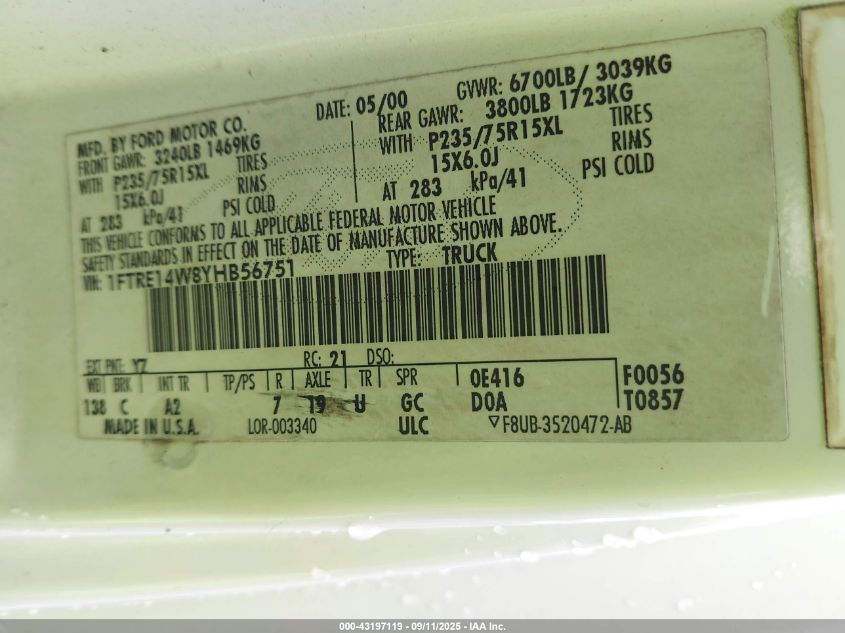 MFD. BY FORD MOTOR CO.
DATE: 05/00
GVWR: 6700LB/ 3039KG
FRONT GAWR: 3240LB 1469KG
REAR GAWR: 3800LB 1723KG
WITH P235/75R15XL TIRES
WITH P235/75R15XL TIRES
15X6.0J RIMS
15X6.0J RIMS
AT 283 kPa/41 PSI COLD
AT 283 kPa/41 PSI COLD
THIS VEHICLE CONFORMS TO ALL APPLICABLE FEDERAL MOTOR VEHICLE
SAFETY STANDARDS IN EFFECT ON THE DATE OF MANUFACTURE SHOWN ABOVE.
VIN: 1FTRE14W8YHB56751
TYPE: TRUCK
EXT PNT: YZ RC: 21 DSO:
WB BRK INT TR TP/PS R AXLE TR SPR 0E416 F0056
138 C A2 7 19 U GC D0A T0857
MADE IN U.S.A. LOR-003340 ULC ▽F8UB-3520472-AB
000-43197119 - 09/11/2025 - IAA Inc.